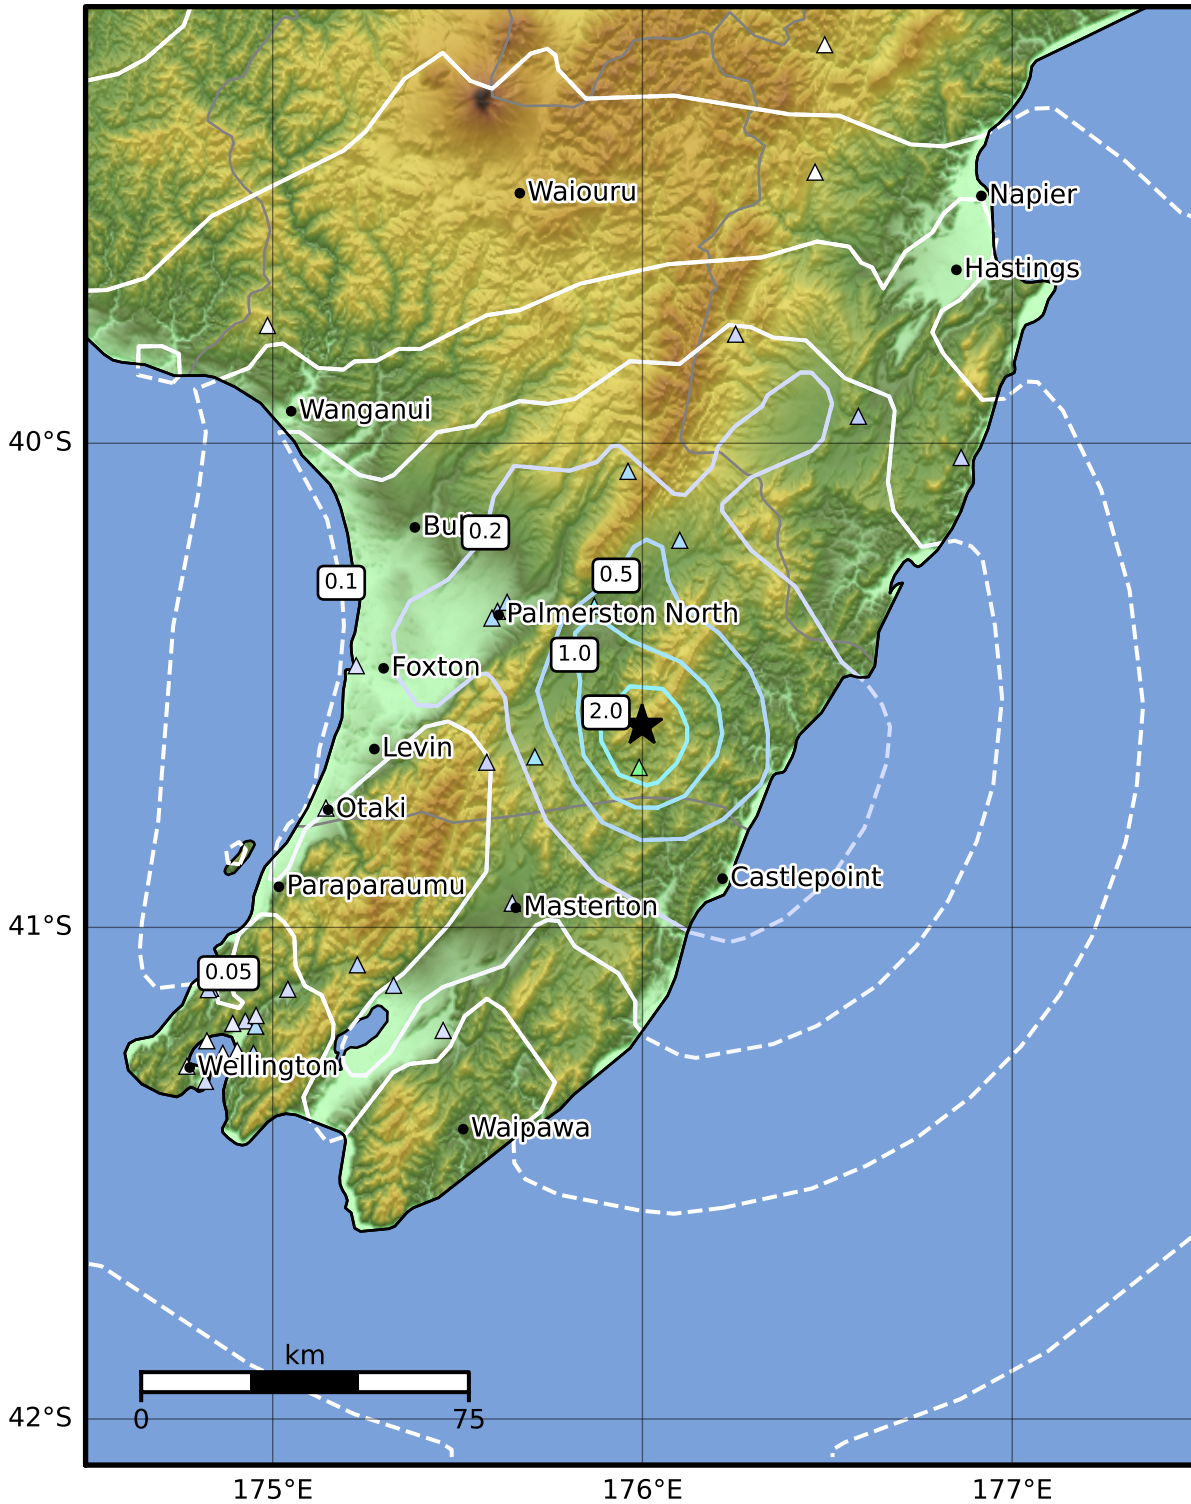 Waiouru
Napier
Hastings
Wanganui
40°S
0.2
0.5
0.1
Palmerston North
1.0
Foxton
2.0
Levin
Otaki
Castlepoint
Paraparaumu
Masterton
41°S
0.05
Wellington
Waipawa
km
0
75
42°S
175°E
176°E
177°E